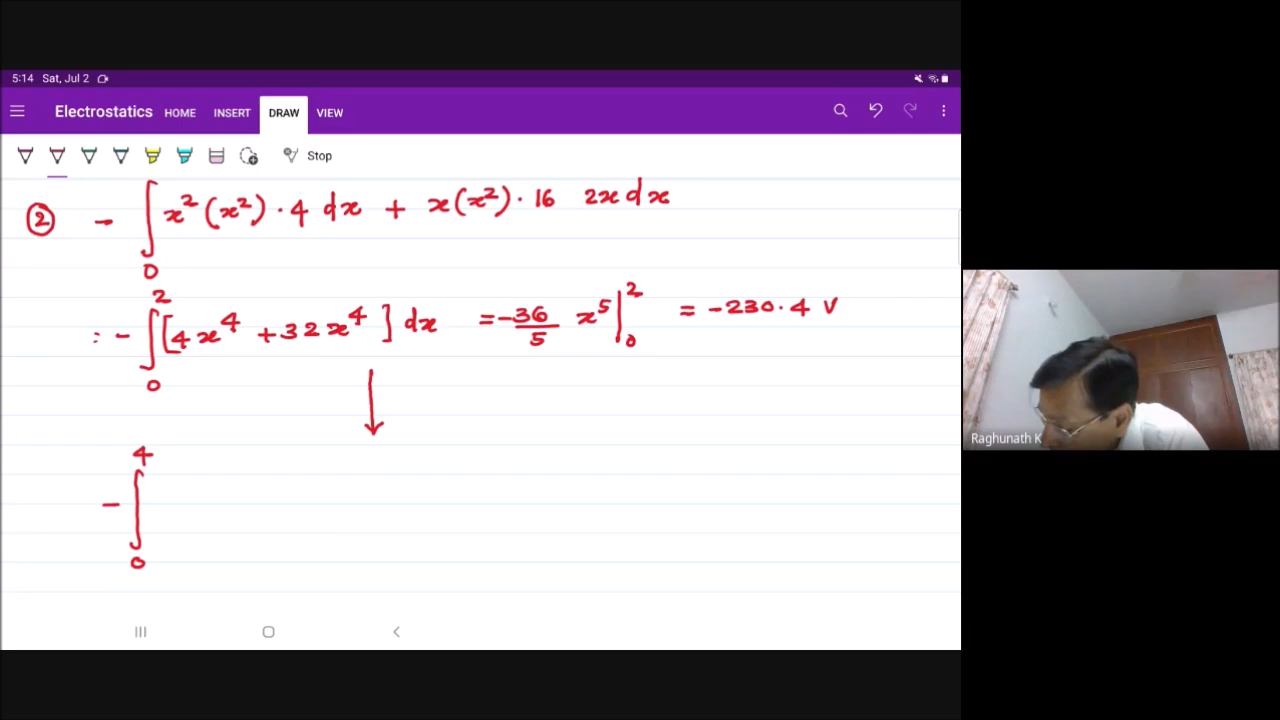 5:14 Sat, Jul 2
Electrostatics HOME INSERT DRAW VIEW
Stop
② - ∫₀ x² (x²) · 4 dx + x(x²) · 16 2x dx
= - ∫₀² [4x⁴ + 32x⁴] dx = -36/5 x⁵ |₀² = -230.4 V
- ∫₀⁴
Raghunath K